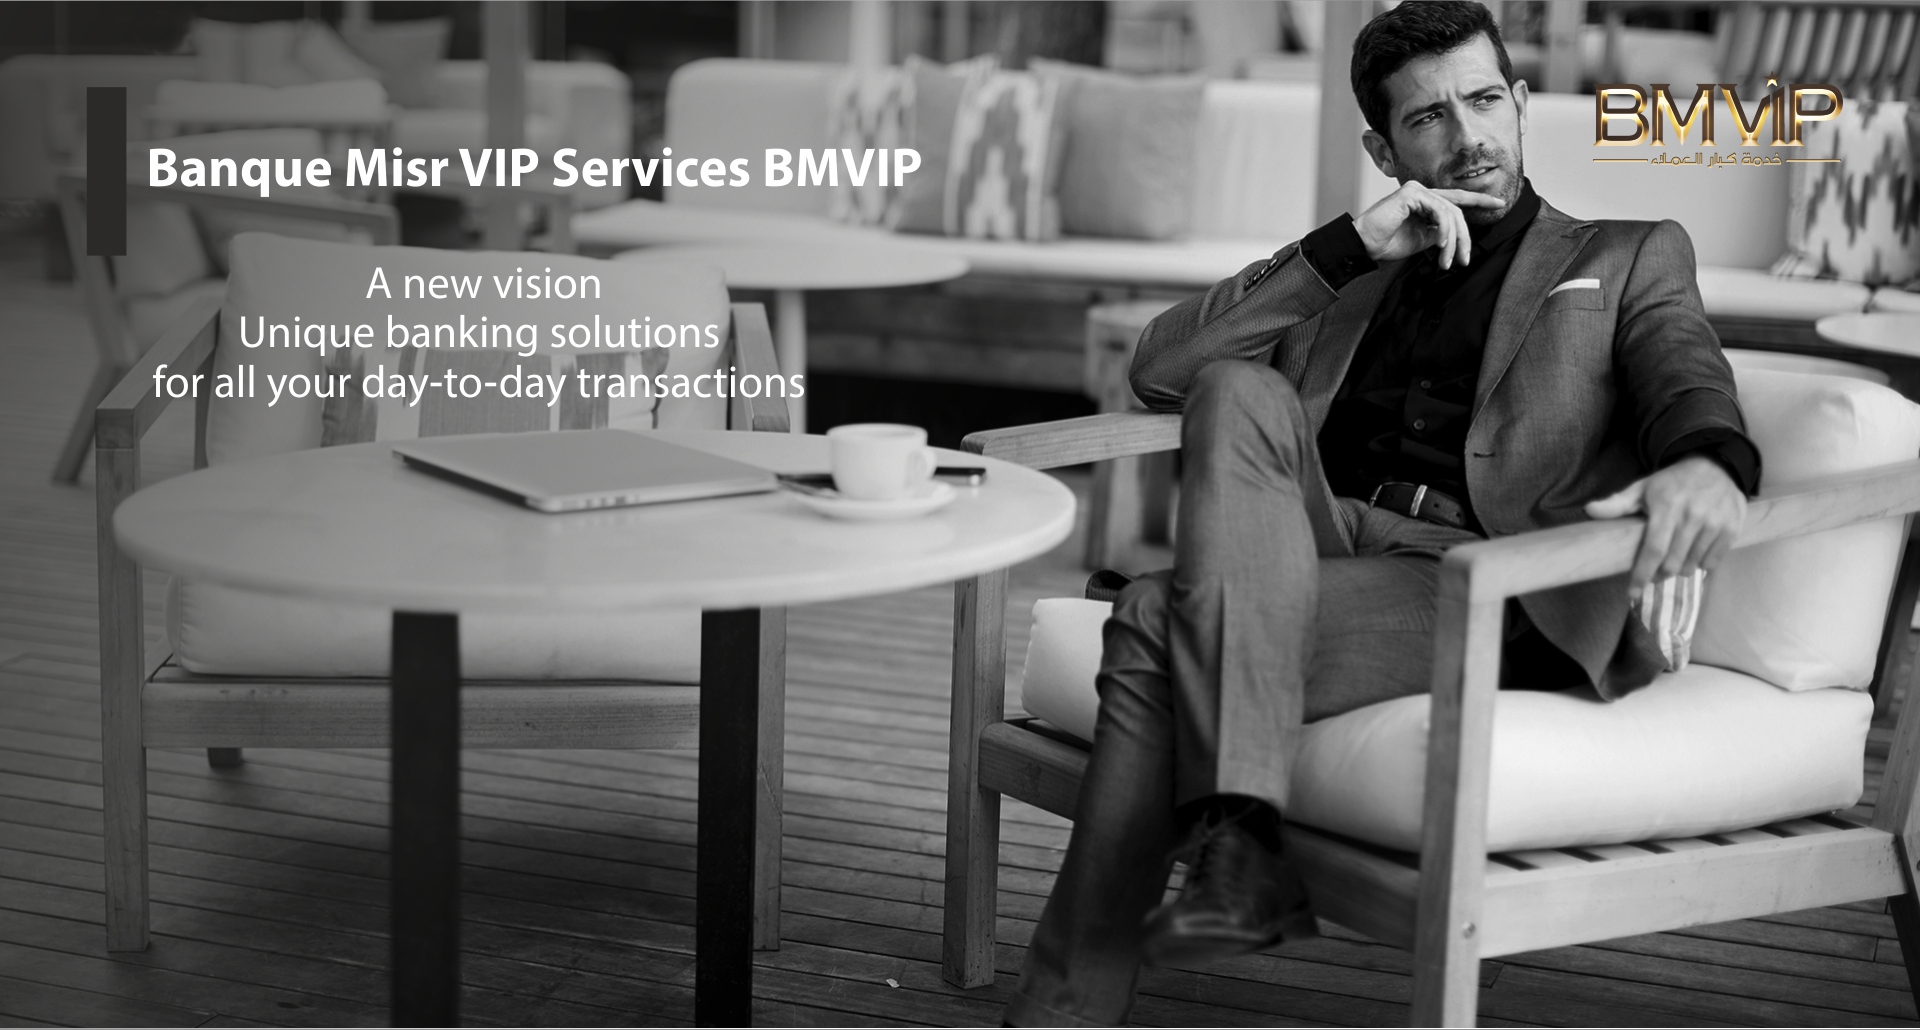 Banque Misr VIP Services BMVIP
BMVIP
خدمة كبار العملاء
A new vision
Unique banking solutions
for all your day-to-day transactions